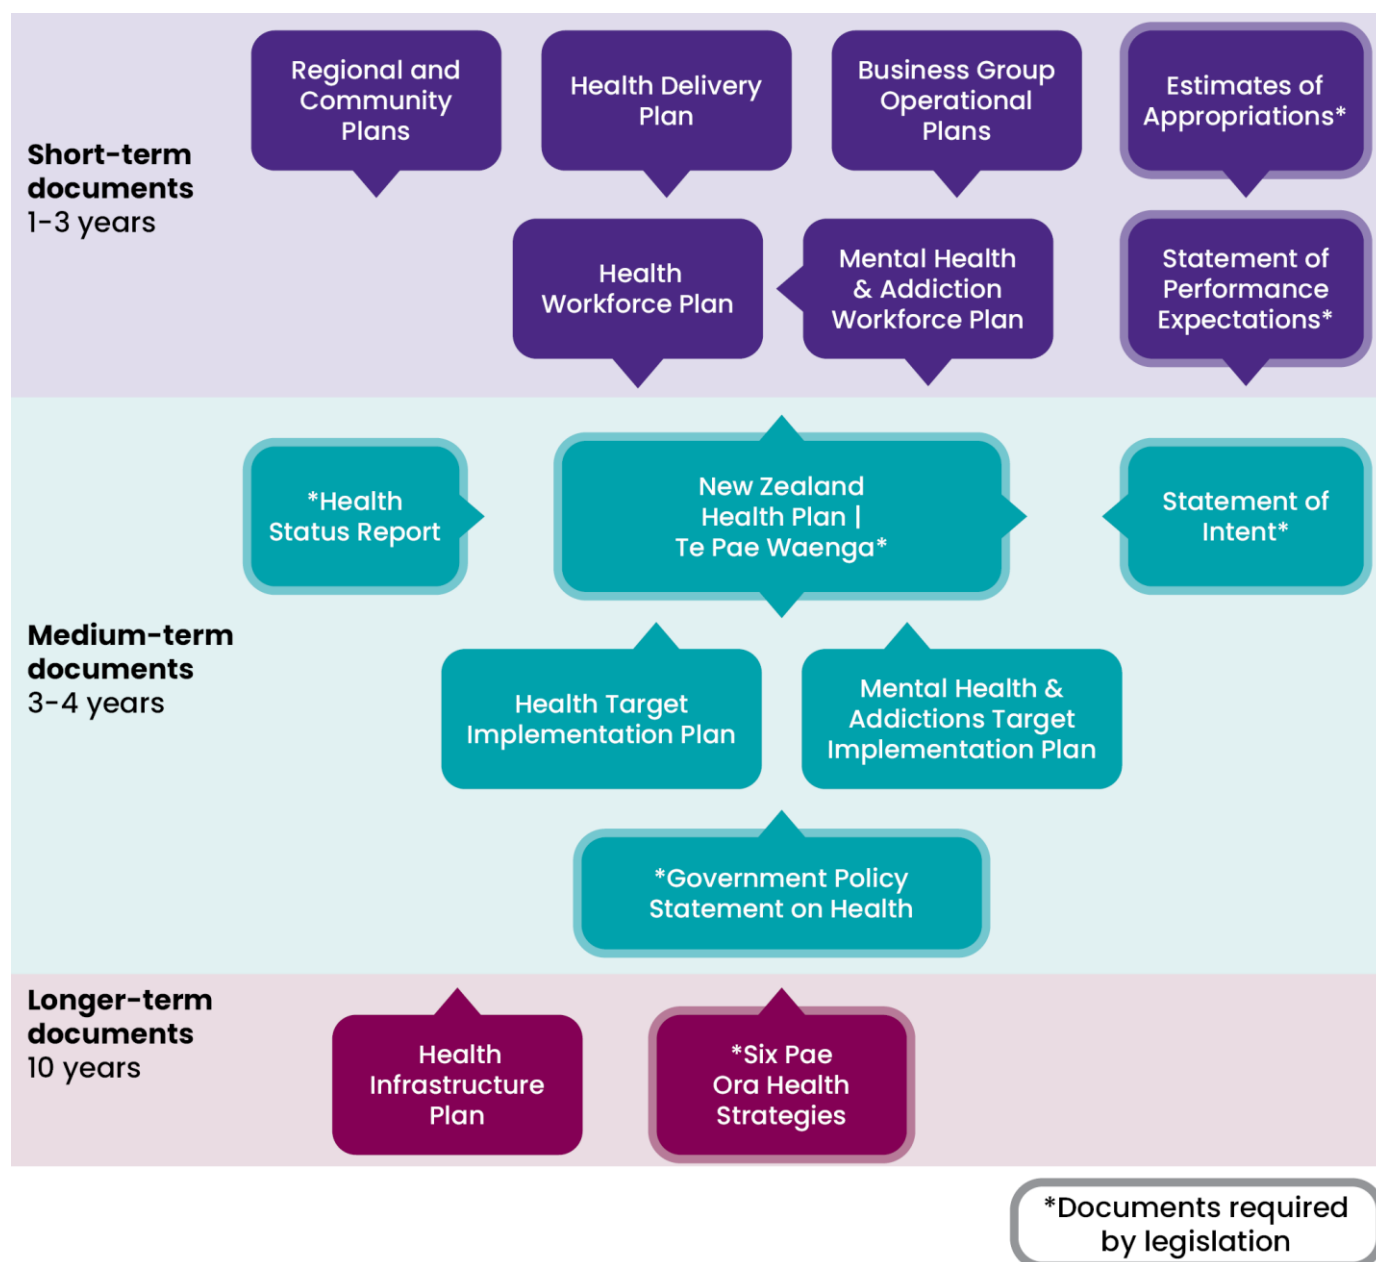 Short-term
documents
1-3 years
Regional and
Community
Plans
Health Delivery
Plan
Business Group
Operational
Plans
Estimates of
Appropriations*
Health
Workforce Plan
Mental Health
& Addiction
Workforce Plan
Statement of
Performance
Expectations*
Medium-term
documents
3-4 years
*Health
Status Report
New Zealand
Health Plan |
Te Pae Waenga*
Statement of
Intent*
Health Target
Implementation Plan
Mental Health &
Addictions Target
Implementation Plan
*Government Policy
Statement on Health
Longer-term
documents
10 years
Health
Infrastructure
Plan
*Six Pae
Ora Health
Strategies
*Documents required
by legislation